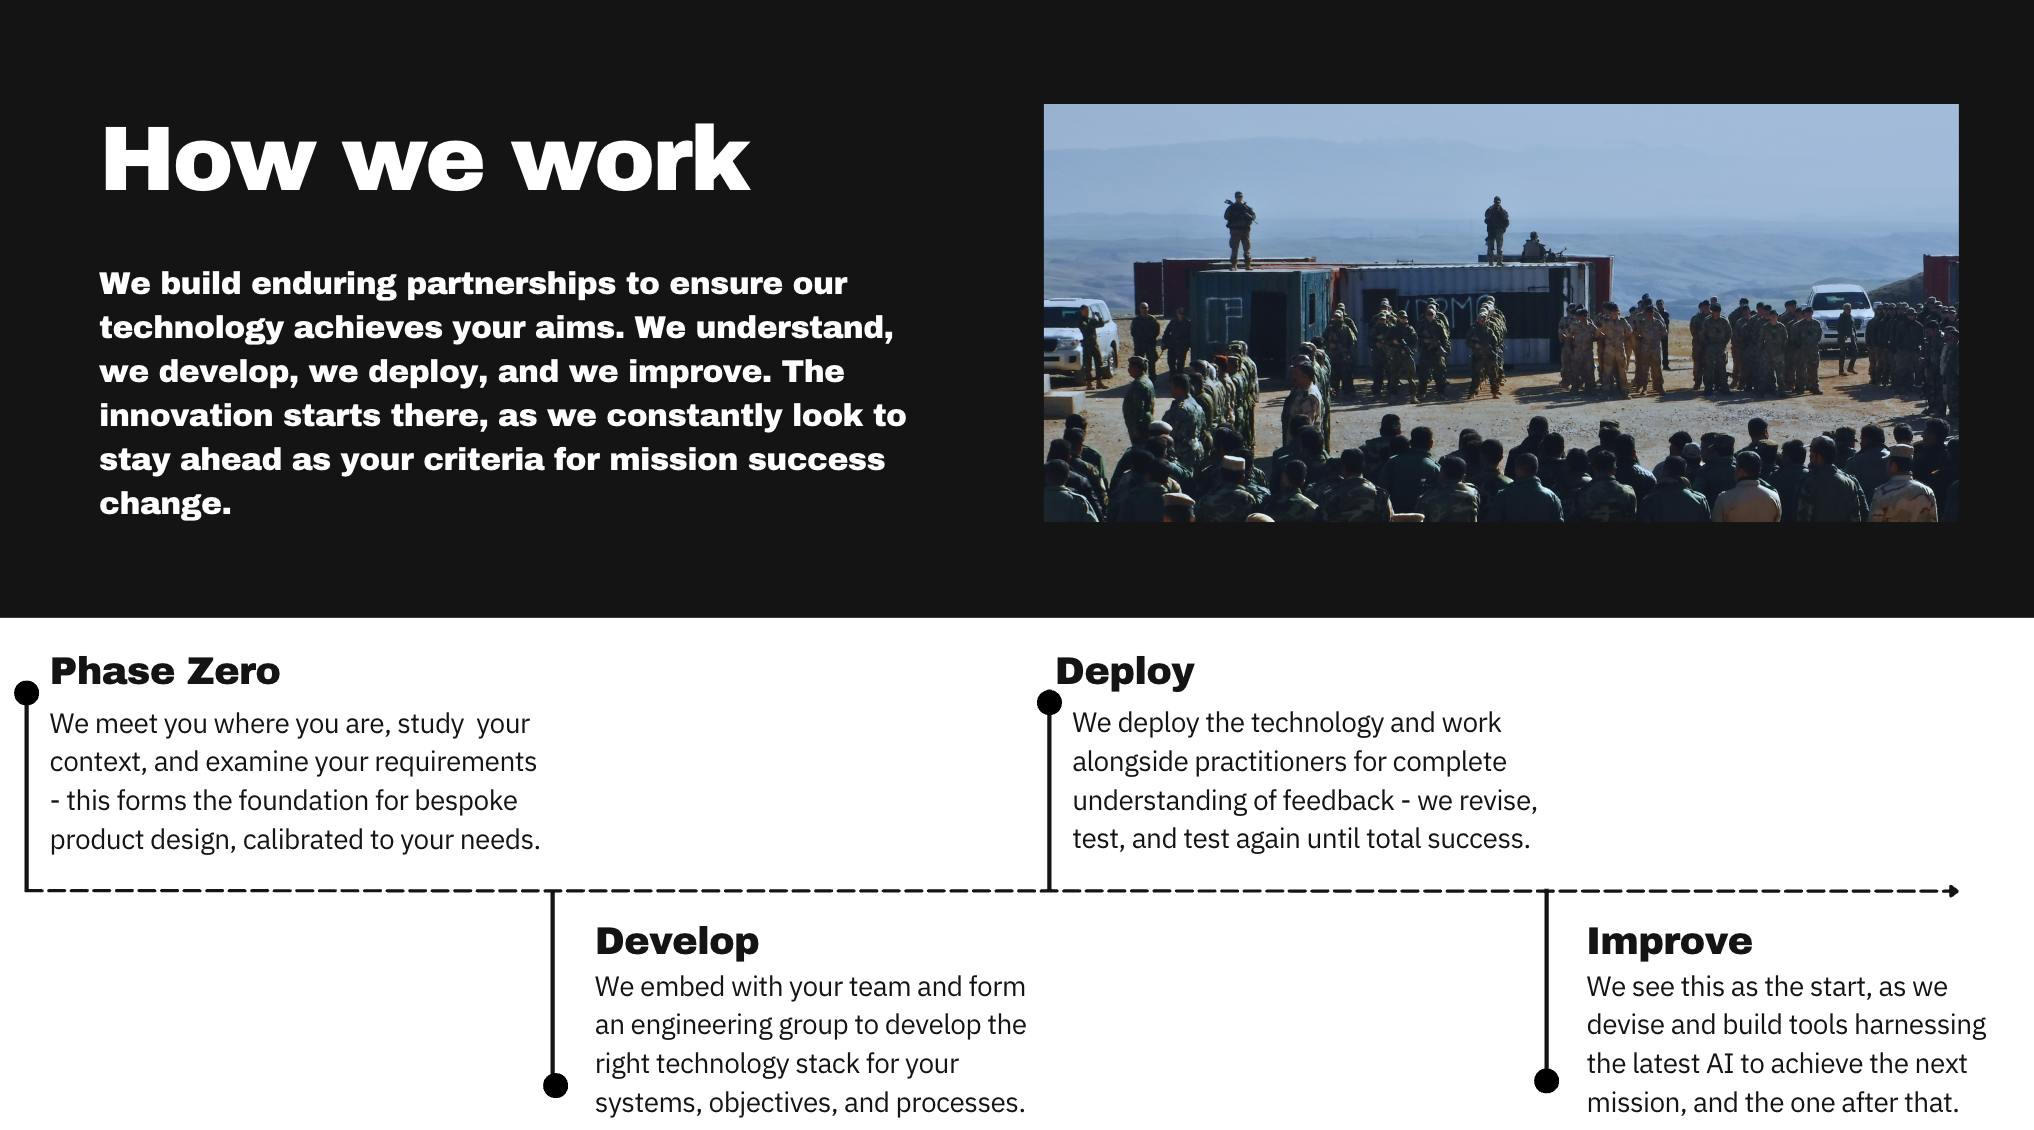 How we work
We build enduring partnerships to ensure our
technology achieves your aims. We understand,
we develop, we deploy, and we improve. The
innovation starts there, as we constantly look to
stay ahead as your criteria for mission success
change.
Phase Zero
We meet you where you are, study  your
context, and examine your requirements
- this forms the foundation for bespoke
product design, calibrated to your needs.
Develop
We embed with your team and form
an engineering group to develop the
right technology stack for your
systems, objectives, and processes.
Deploy
We deploy the technology and work
alongside practitioners for complete
understanding of feedback - we revise,
test, and test again until total success.
Improve
We see this as the start, as we
devise and build tools harnessing
the latest AI to achieve the next
mission, and the one after that.